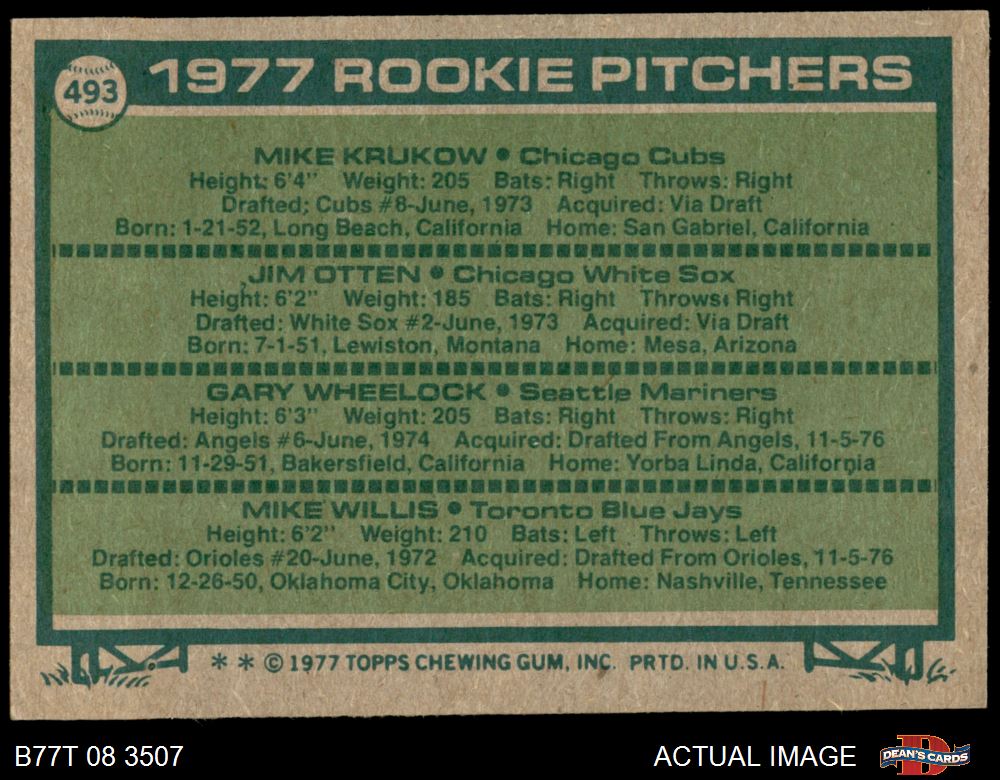 493
1977 ROOKIE PITCHERS
MIKE KRUKOW • Chicago Cubs
Height: 6'4" Weight: 205 Bats: Right Throws: Right
Drafted: Cubs #8-June, 1973 Acquired: Via Draft
Born: 1-21-52, Long Beach, California Home: San Gabriel, California
JIM OTTEN • Chicago White Sox
Height: 6'2" Weight: 185 Bats: Right Throws: Right
Drafted: White Sox #2-June, 1973 Acquired: Via Draft
Born: 7-1-51, Lewiston, Montana Home: Mesa, Arizona
GARY WHEELOCK • Seattle Mariners
Height: 6'3" Weight: 205 Bats: Right Throws: Right
Drafted: Angels #6-June, 1974 Acquired: Drafted From Angels, 11-5-76
Born: 11-29-51, Bakersfield, California Home: Yorba Linda, California
MIKE WILLIS • Toronto Blue Jays
Height: 6'2" Weight: 210 Bats: Left Throws: Left
Drafted: Orioles #20-June, 1972 Acquired: Drafted From Orioles, 11-5-76
Born: 12-26-50, Oklahoma City, Oklahoma Home: Nashville, Tennessee
* * © 1977 TOPPS CHEWING GUM, INC. PRTD. IN U.S.A.
B77T 08 3507
ACTUAL IMAGE
DEAN'S CARDS